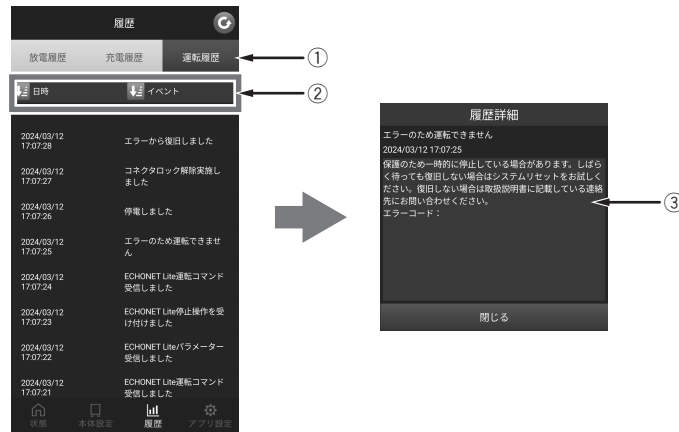 履歴
放電履歴 充電履歴 運転履歴
①
日時 イベント
②
2024/03/12
17:07:28
エラーから復旧しました
2024/03/12
17:07:27
コネクタロック解除実施し
ました
2024/03/12
17:07:26
停電しました
2024/03/12
17:07:25
エラーのため運転できませ
ん
2024/03/12
17:07:24
ECHONET Lite運転コマンド
受信しました
2024/03/12
17:07:23
ECHONET Lite停止操作を受
け付けました
2024/03/12
17:07:22
ECHONET Liteパラメーター
受信しました
2024/03/12
17:07:21
ECHONET Lite運転コマンド
受信しました
状態 本体設定 履歴 アプリ設定
履歴詳細
エラーのため運転できません
2024/03/12 17:07:25
保護のため一時的に停止している場合があります。しばら
く待っても復旧しない場合はシステムリセットをお試しく
ださい。復旧しない場合は取扱説明書に記載している連絡
先にお問い合わせください。
エラーコード：
③
閉じる